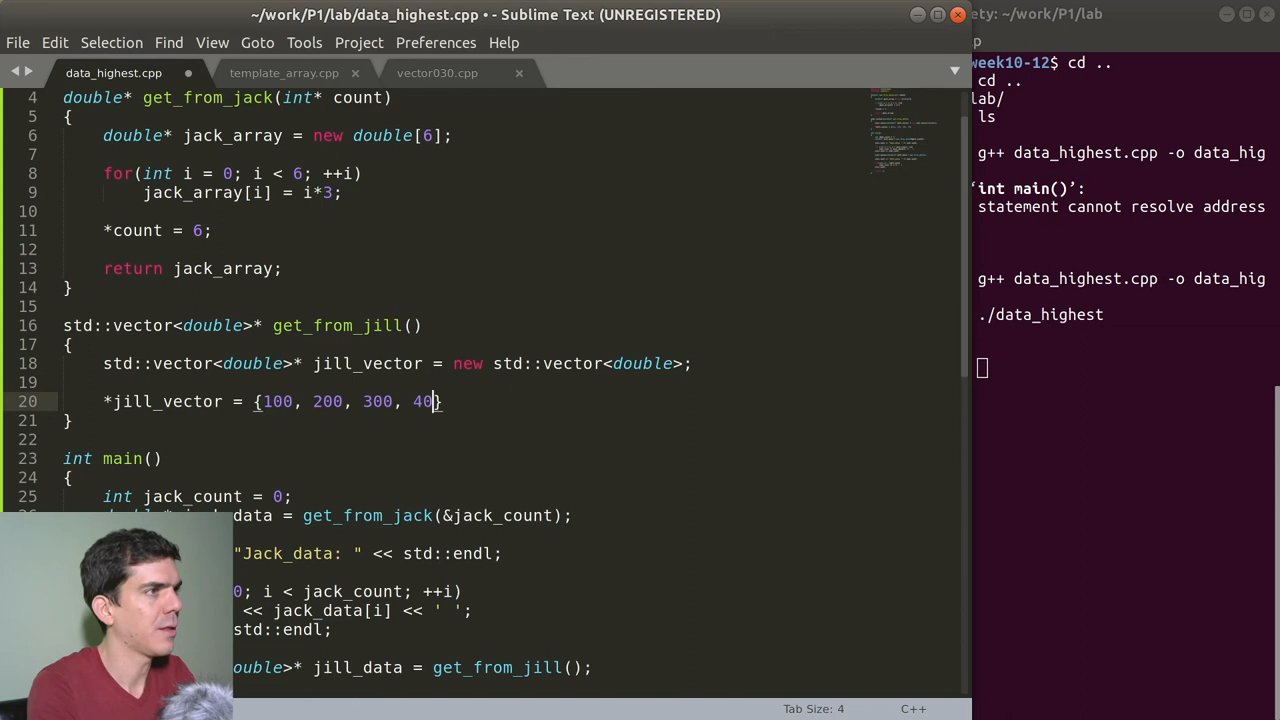 ~/work/P1/lab/data_highest.cpp • - Sublime Text (UNREGISTERED)
ety: ~/work/P1/lab
File Edit Selection Find View Goto Tools Project Preferences Help
data_highest.cpp template_array.cpp vector030.cpp
4 double* get_from_jack(int* count)
5 {
6 double* jack_array = new double[6];
7
8 for(int i = 0; i < 6; ++i)
9 jack_array[i] = i*3;
10
11 *count = 6;
12
13 return jack_array;
14 }
15
16 std::vector<double>* get_from_jill()
17 {
18 std::vector<double>* jill_vector = new std::vector<double>;
19
20 *jill_vector = {100, 200, 300, 40}
21 }
22
23 int main()
24 {
25 int jack_count = 0;
data = get_from_jack(&jack_count);
"Jack_data: " << std::endl;
0; i < jack_count; ++i)
<< jack_data[i] << ' ';
std::endl;
ouble>* jill_data = get_from_jill();
Tab Size: 4 C++
p
week10-12$ cd ..
cd ..
lab/
ls
g++ data_highest.cpp -o data_hig
‘int main()’:
statement cannot resolve address
g++ data_highest.cpp -o data_hig
./data_highest